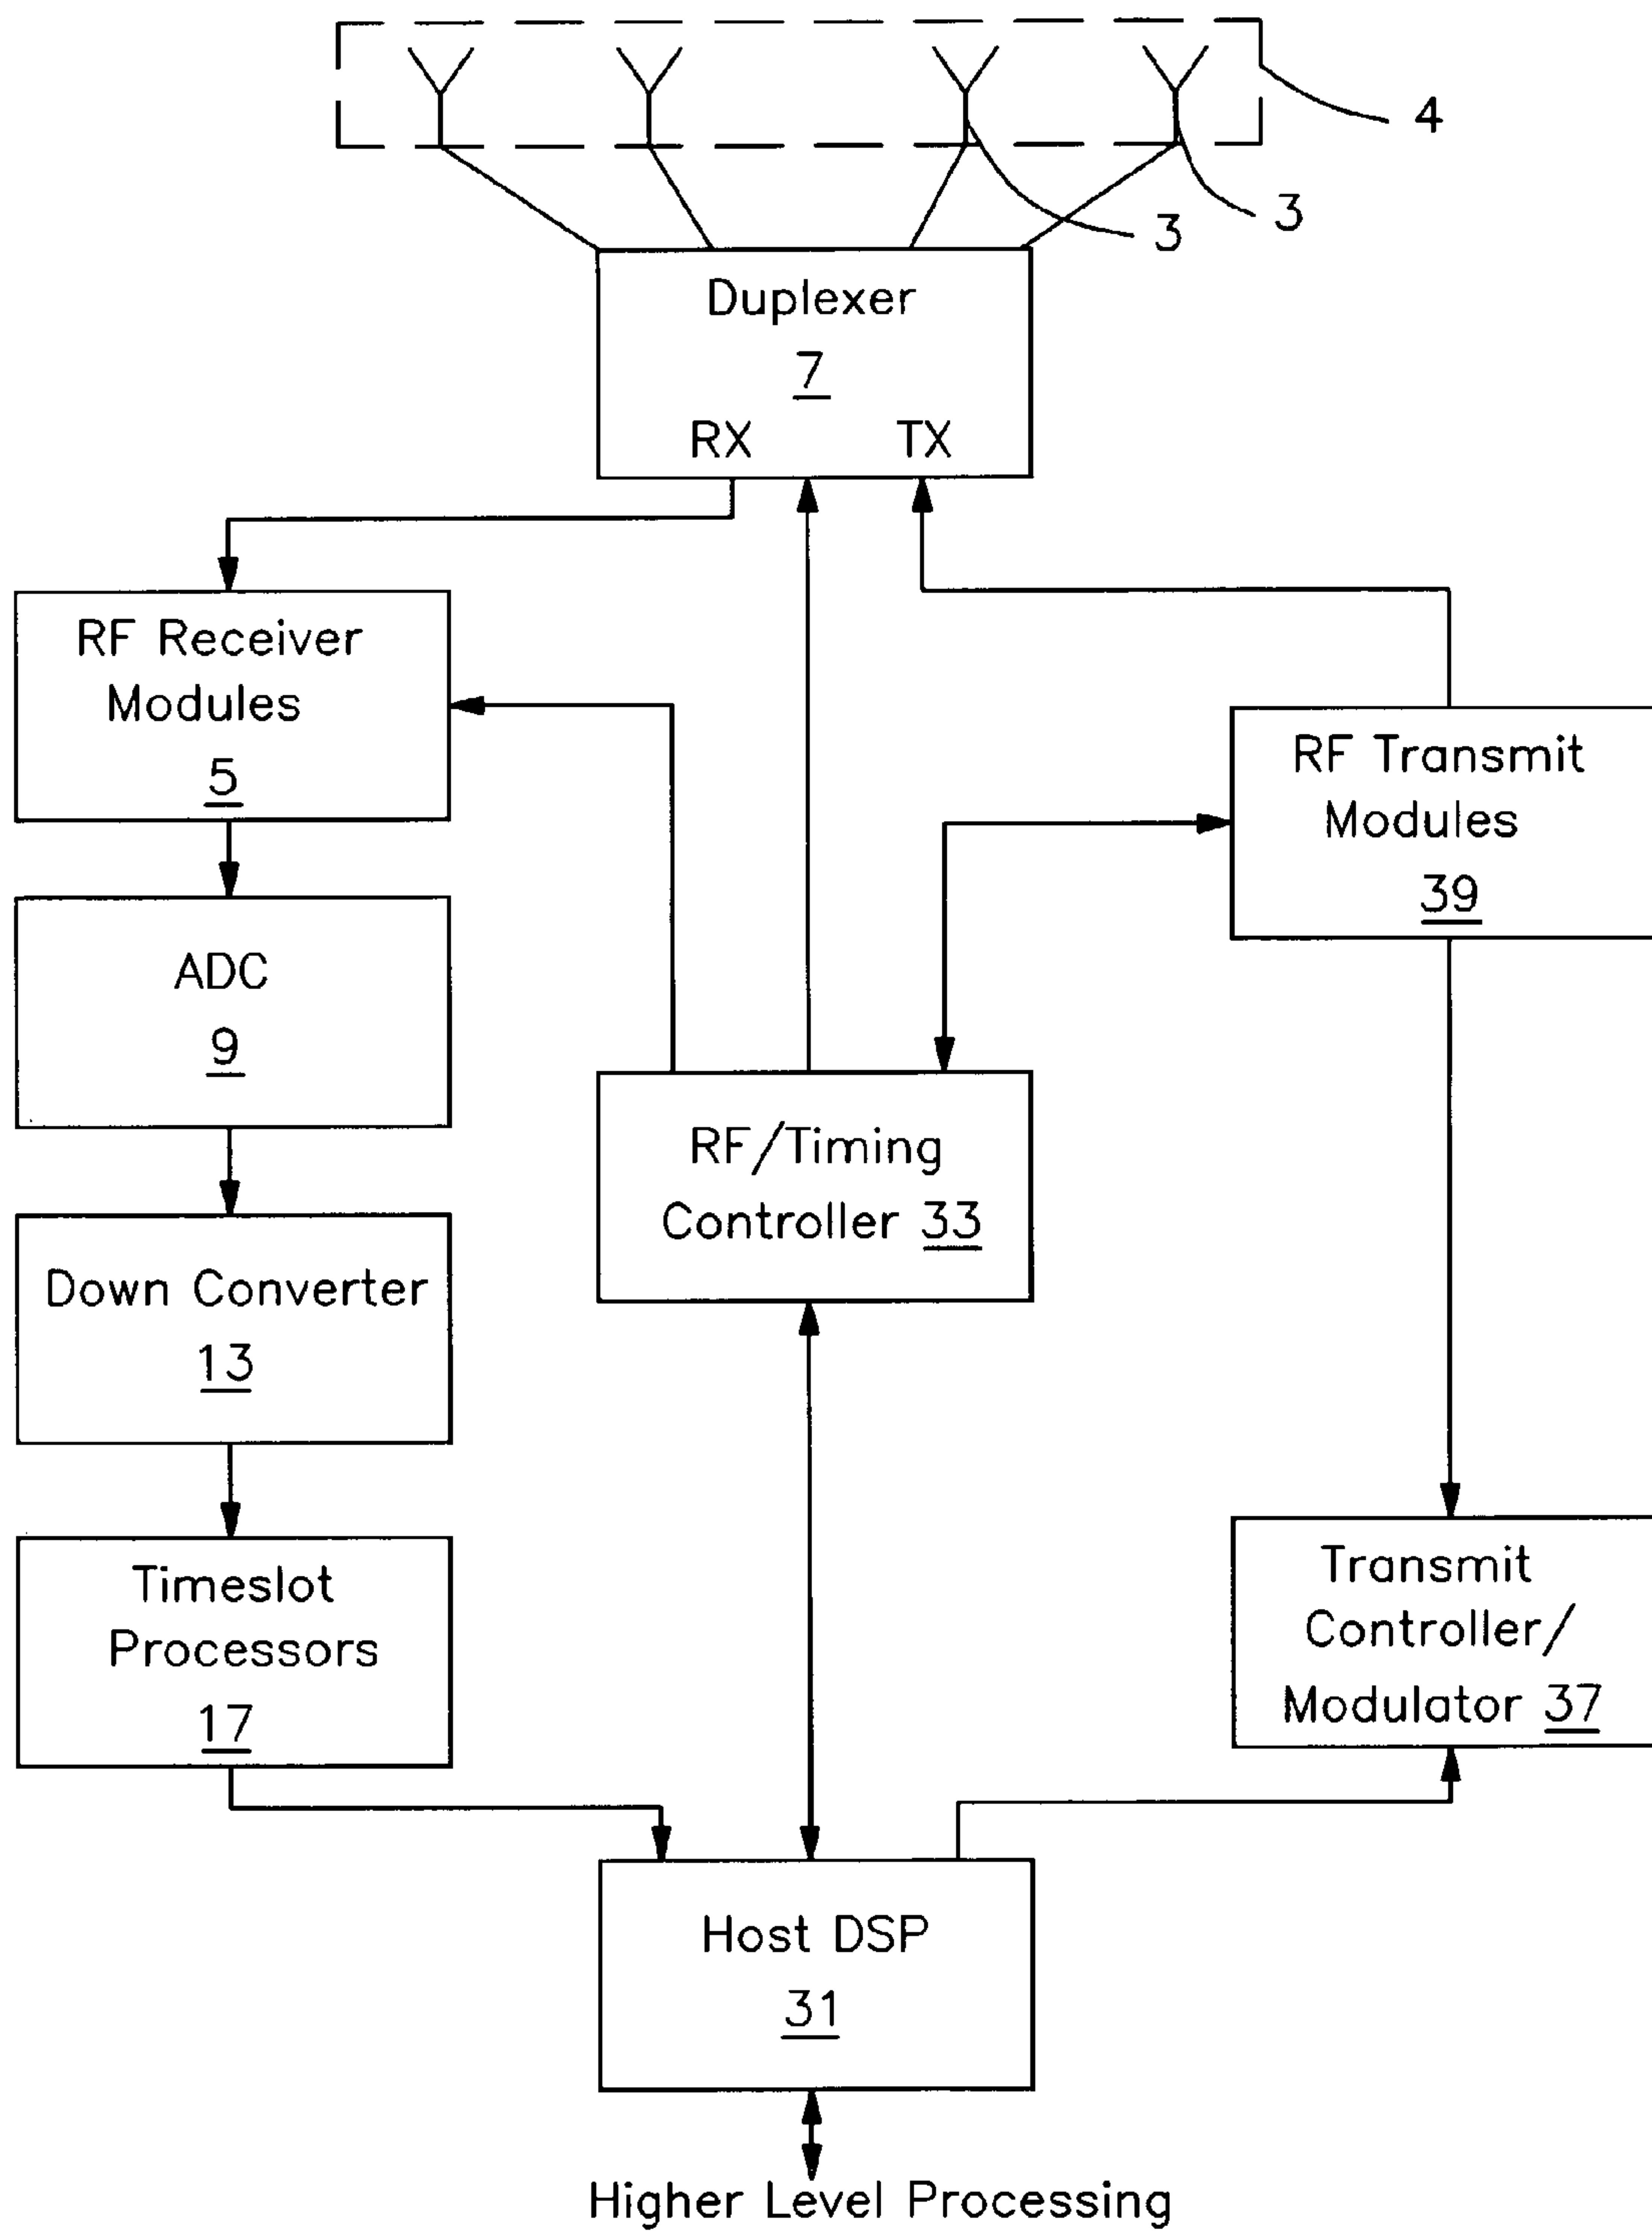 4
3
3
Duplexer
7
RX TX
RF Receiver
Modules
5
RF Transmit
Modules
39
ADC
9
RF/Timing
Controller 33
Down Converter
13
Timeslot
Processors
17
Transmit
Controller/
Modulator 37
Host DSP
31
Higher Level Processing